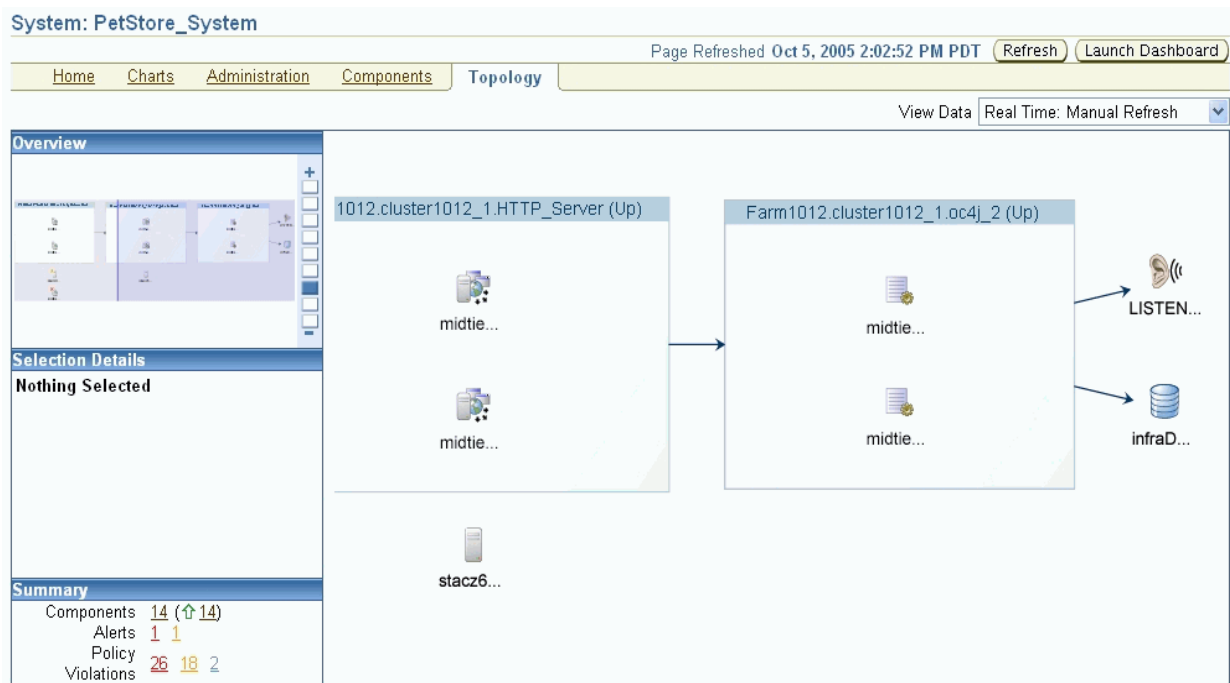 System: PetStore_System
Page Refreshed Oct 5, 2005 2:02:52 PM PDT Refresh Launch Dashboard
Home Charts Administration Components Topology
View Data Real Time: Manual Refresh
Overview
+
1012.cluster1012_1.HTTP_Server (Up)
Farm1012.cluster1012_1.oc4j_2 (Up)
midtie...
midtie...
LISTEN...
midtie...
midtie...
infraD...
stacz6...
Selection Details
Nothing Selected
Summary
Components 14 (14)
Alerts 1 1
Policy
Violations 26 18 2